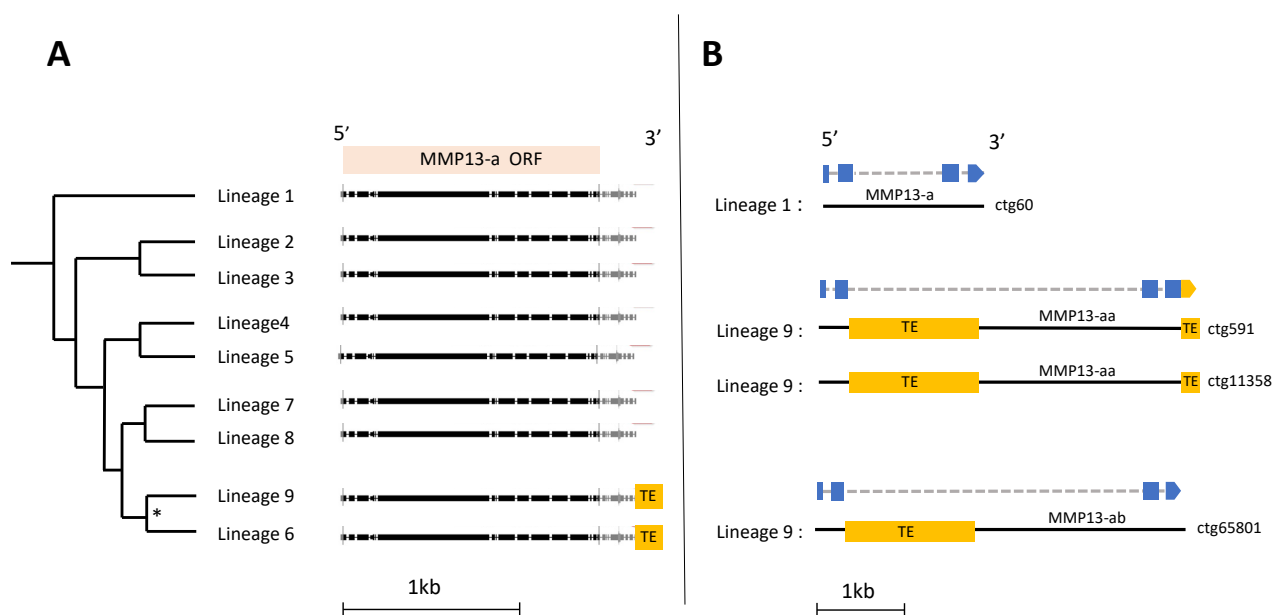 A
5’
3’
MMP13-a ORF
Lineage 1
Lineage 2
Lineage 3
Lineage4
Lineage 5
Lineage 7
Lineage 8
Lineage 9
TE
*
Lineage 6
TE
1kb
B
5’
3’
MMP13-a
Lineage 1 :
ctg60
MMP13-aa
Lineage 9 :
TE
TE
ctg591
MMP13-aa
Lineage 9 :
TE
TE
ctg11358
MMP13-ab
Lineage 9 :
TE
ctg65801
1kb